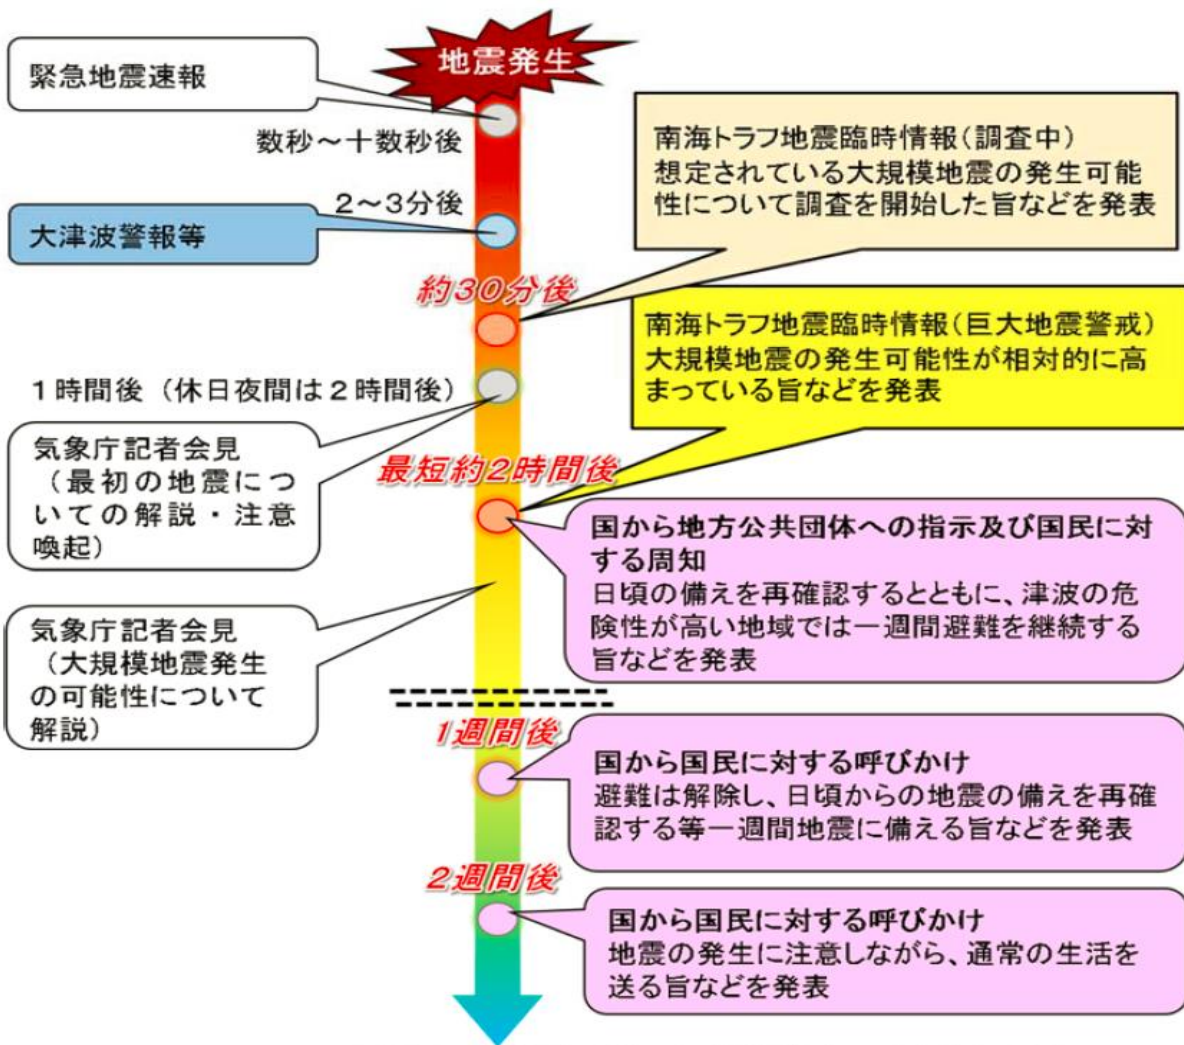 地震発生
緊急地震速報
数秒～十数秒後
2～3分後
大津波警報等
南海トラフ地震臨時情報(調査中)
想定されている大規模地震の発生可能
性について調査を開始した旨などを発表
約30分後
南海トラフ地震臨時情報(巨大地震警戒)
大規模地震の発生可能性が相対的に高
まっている旨などを発表
1時間後（休日夜間は2時間後）
気象庁記者会見
（最初の地震につ
いての解説・注意
喚起）
最短約2時間後
国から地方公共団体への指示及び国民に対
する周知
日頃の備えを再確認するとともに、津波の危
険性が高い地域では一週間避難を継続する
旨などを発表
気象庁記者会見
（大規模地震発生
の可能性について
解説）
1週間後
国から国民に対する呼びかけ
避難は解除し、日頃からの地震の備えを再確
認する等一週間地震に備える旨などを発表
2週間後
国から国民に対する呼びかけ
地震の発生に注意しながら、通常の生活を
送る旨などを発表